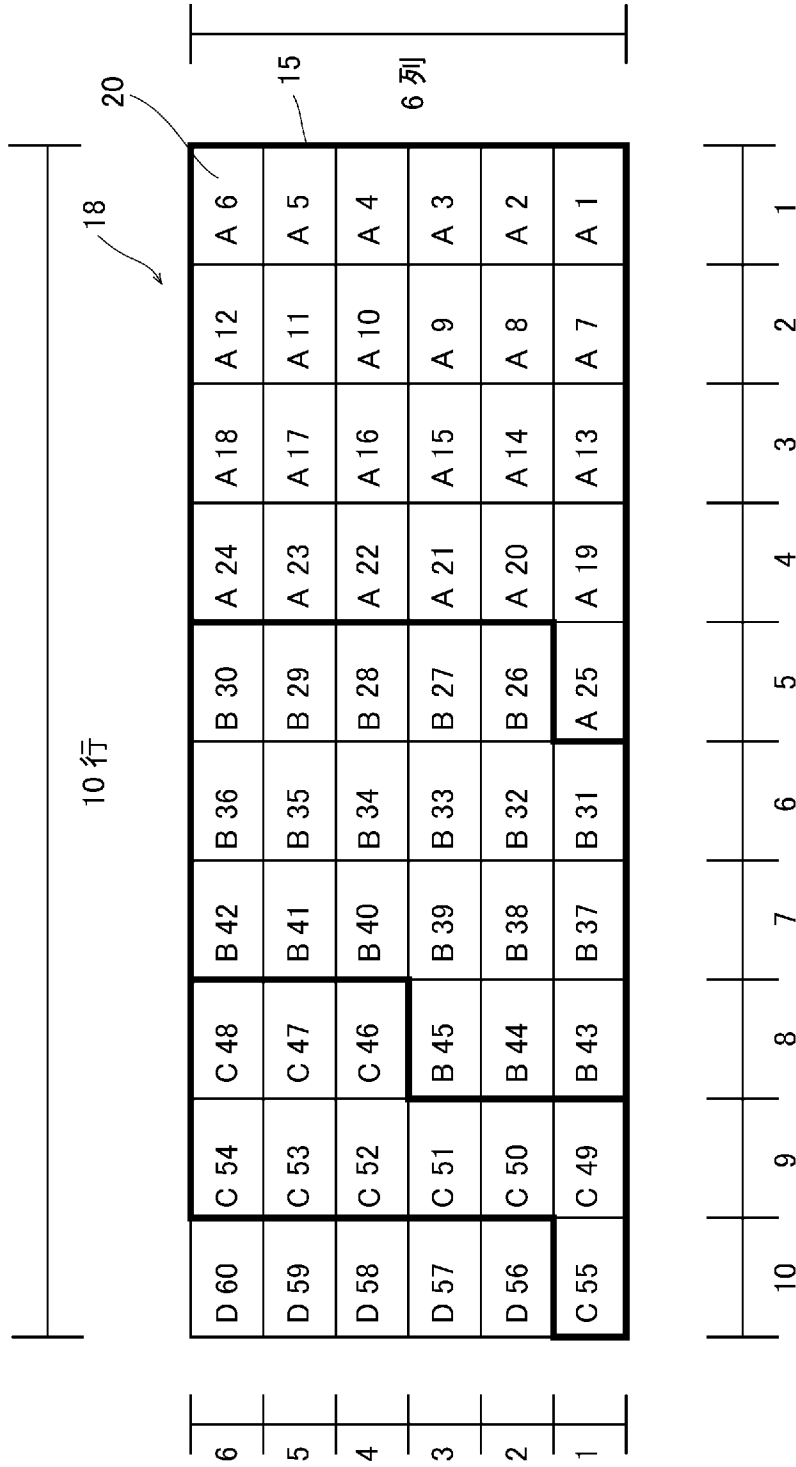 10 行
18
20
6 D 60 C 54 C 48 B 42 B 36 B 30 A 24 A 18 A 12 A 6
15
5 D 59 C 53 C 47 B 41 B 35 B 29 A 23 A 17 A 11 A 5
4 D 58 C 52 C 46 B 40 B 34 B 28 A 22 A 16 A 10 A 4
6 列
3 D 57 C 51 B 45 B 39 B 33 B 27 A 21 A 15 A 9 A 3
2 D 56 C 50 B 44 B 38 B 32 B 26 A 20 A 14 A 8 A 2
1 C 55 C 49 B 43 B 37 B 31 A 25 A 19 A 13 A 7 A 1
10 9 8 7 6 5 4 3 2 1